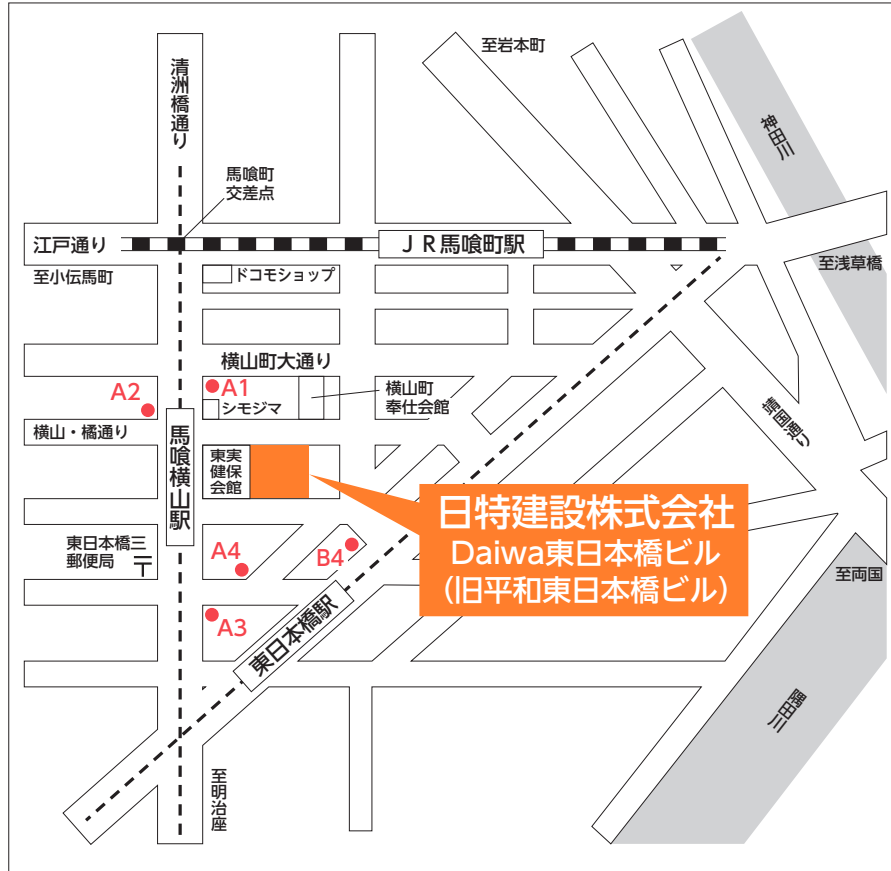 至岩本町
清洲橋通り
神田川
馬喰町
交差点
江戸通り
JR馬喰町駅
至小伝馬町
ドコモショップ
至浅草橋
横山町大通り
A2
A1
横山町
奉仕会館
シモジマ
靖国通り
横山・橘通り
馬喰横山駅
東実
健保
会館
日特建設株式会社
Daiwa東日本橋ビル
(旧平和東日本橋ビル)
東日本橋三
郵便局
〒
A4
B4
至両国
A3
東日本橋駅
隅田川
至明治座